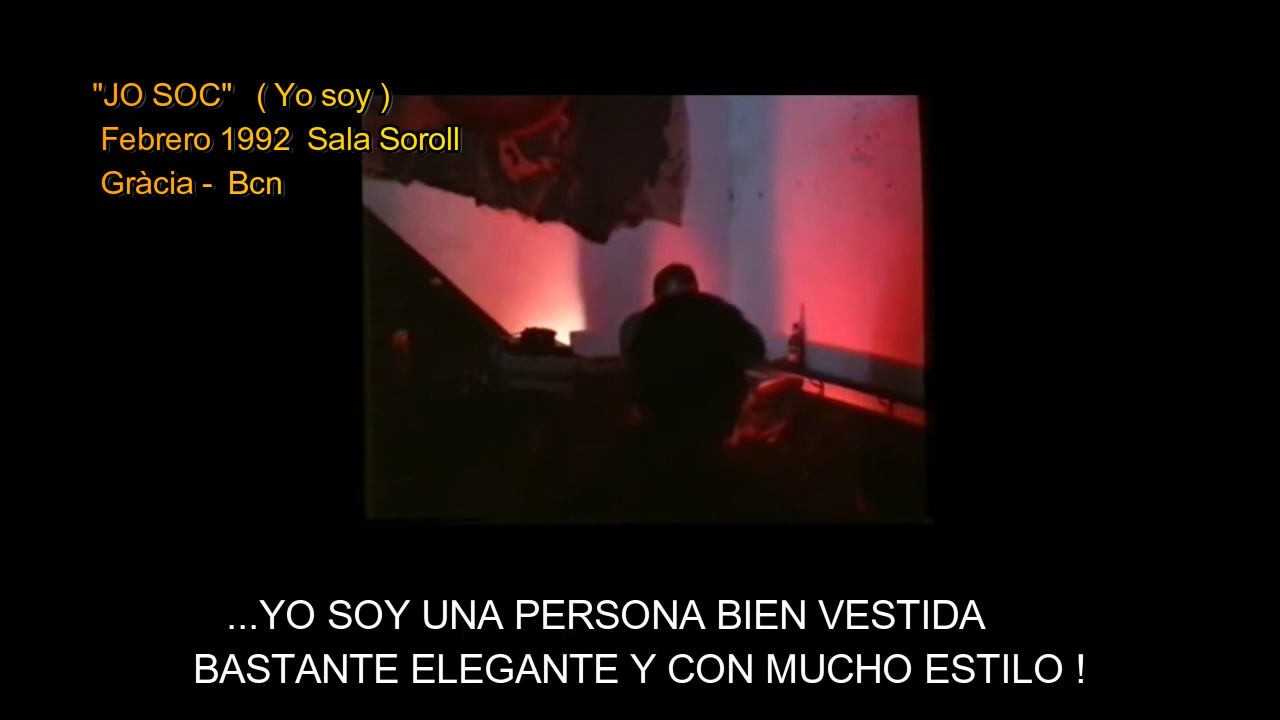 "JO SOC" ( Yo soy )
Febrero 1992 Sala Soroll
Gràcia - Bcn
...YO SOY UNA PERSONA BIEN VESTIDA
BASTANTE ELEGANTE Y CON MUCHO ESTILO !